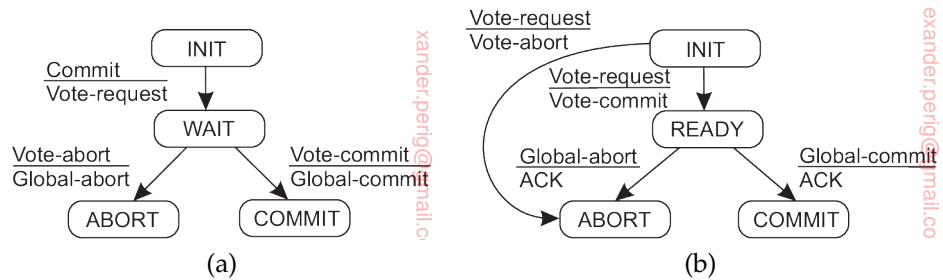 INIT
Commit
Vote-request
WAIT
Vote-abort
Global-abort
Vote-commit
Global-commit
ABORT
COMMIT
(a)
xander.perig@gmail.co
Vote-request
Vote-abort
INIT
Vote-request
Vote-commit
READY
Global-abort
ACK
Global-commit
ACK
ABORT
COMMIT
(b)
exander.perig@gmail.co